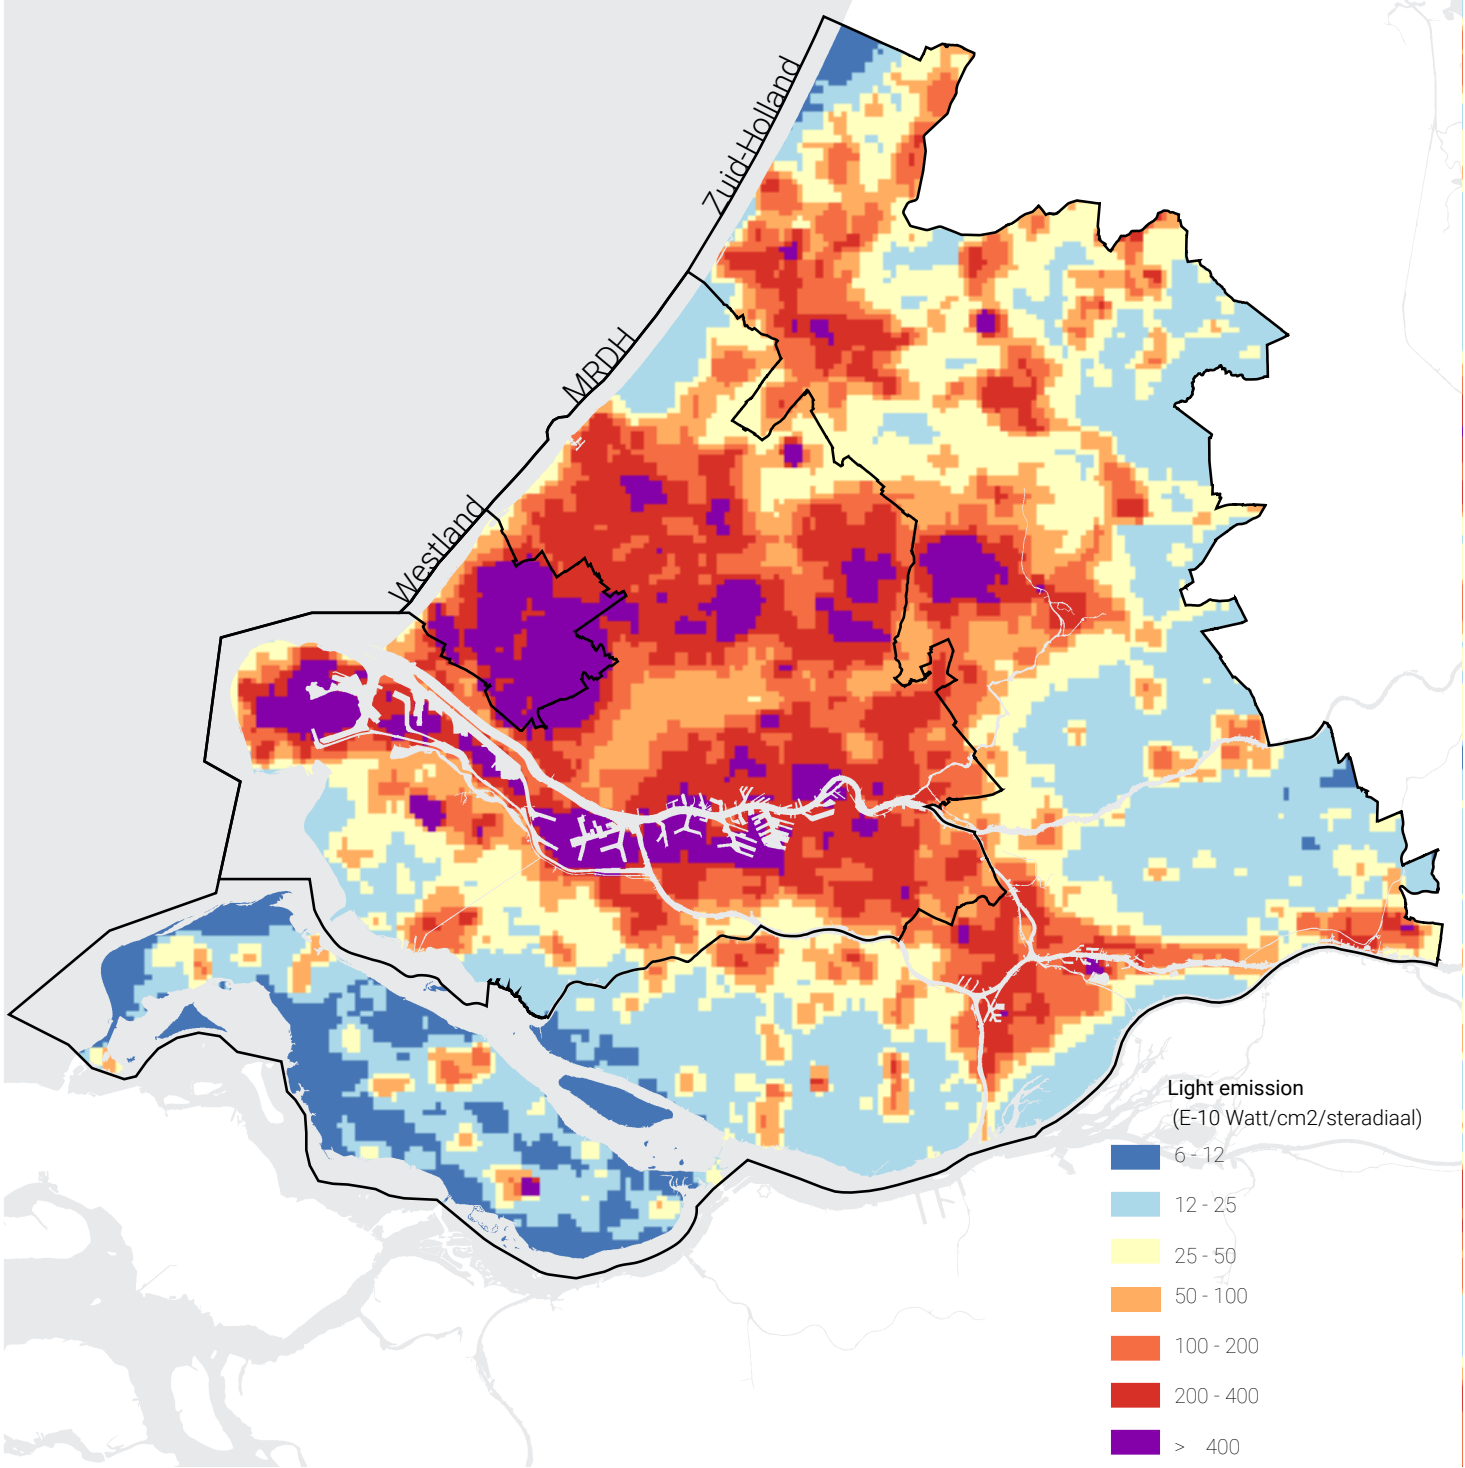 Zuid-Holland
MRDH
Westland
Light emission
(E-10 Watt/cm2/steradiaal)
6 - 12
12 - 25
25 - 50
50 - 100
100 - 200
200 - 400
> 400